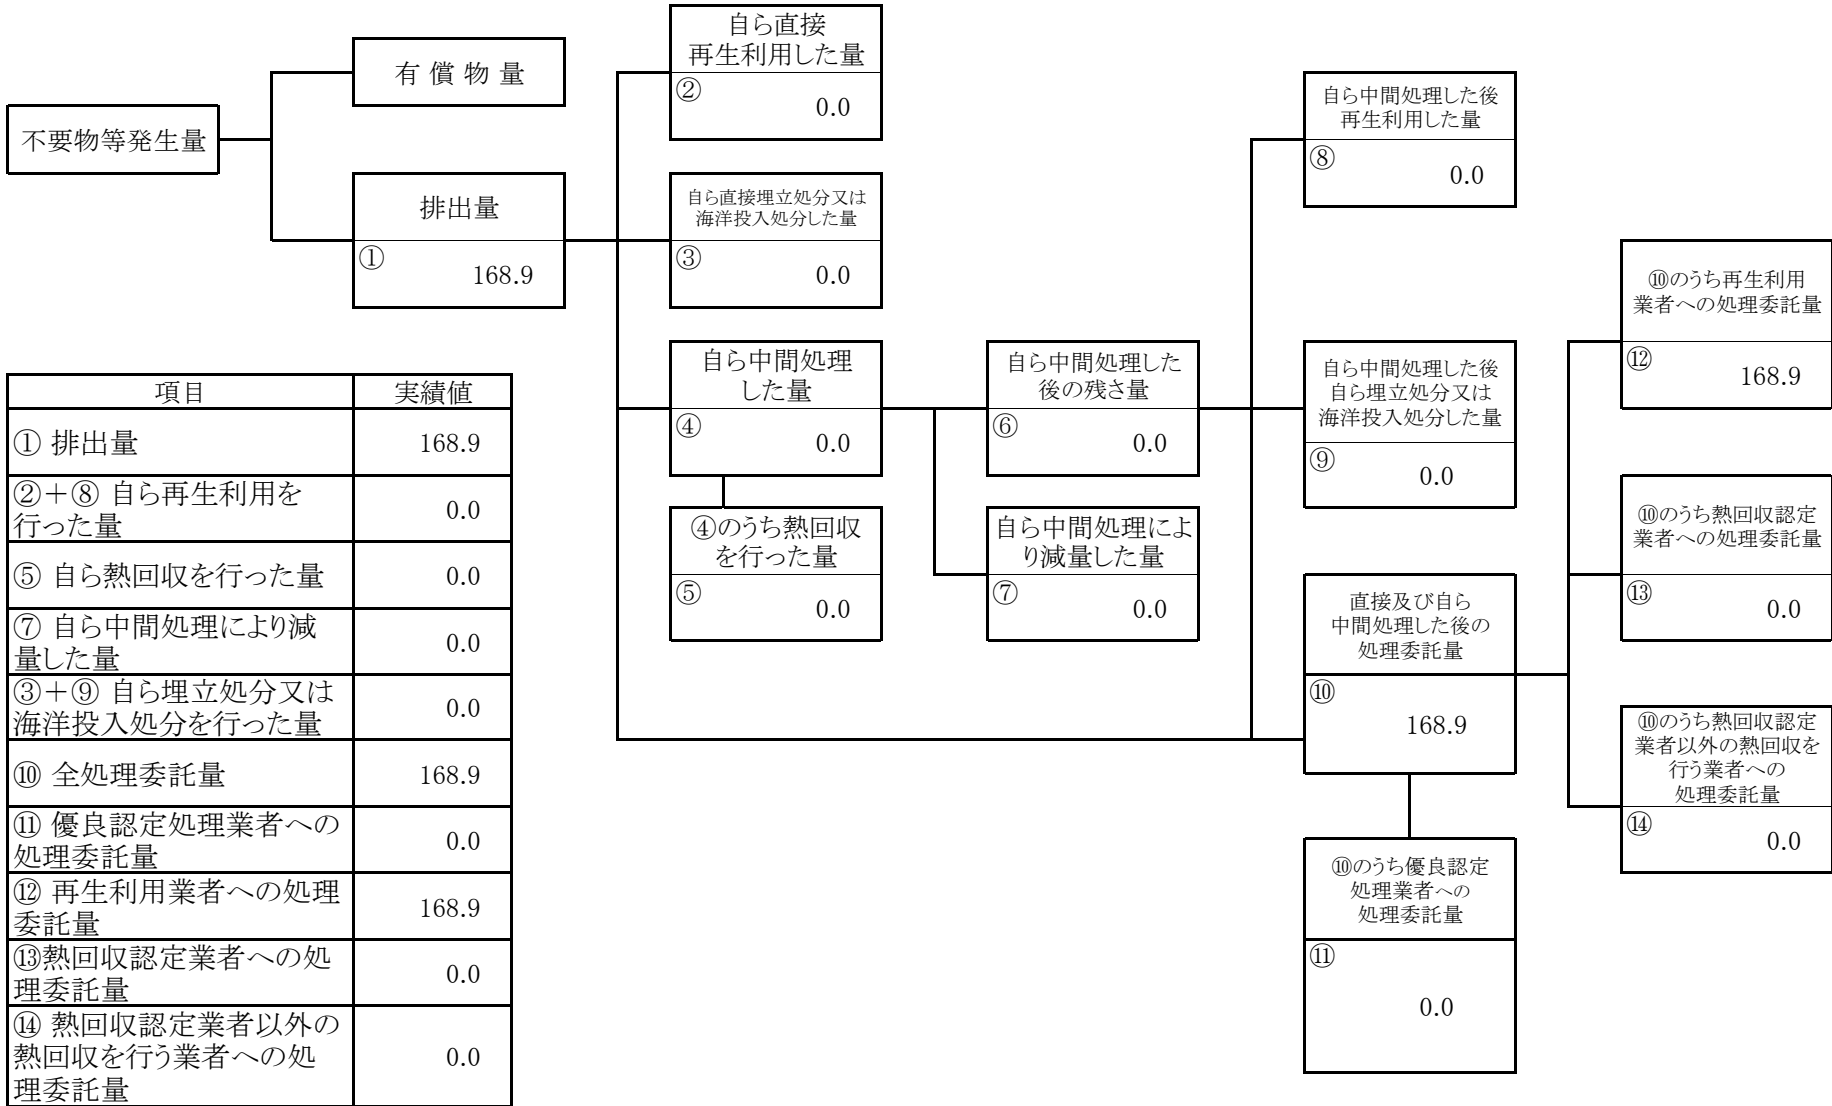 不要物等発生量
有 償 物 量
排出量
①
168.9
自ら直接
再生利用した量
②
0.0
自ら直接埋立処分又は
海洋投入処分した量
③
0.0
自ら中間処理
した量
④
0.0
④のうち熱回収
を行った量
⑤
0.0
自ら中間処理した
後の残さ量
⑥
0.0
自ら中間処理によ
り減量した量
⑦
0.0
自ら中間処理した後
再生利用した量
⑧
0.0
自ら中間処理した後
自ら埋立処分又は
海洋投入処分した量
⑨
0.0
直接及び自ら
中間処理した後の
処理委託量
⑩
168.9
⑩のうち優良認定
処理業者への
処理委託量
⑪
0.0
⑩のうち再生利用
業者への処理委託量
⑫
168.9
⑩のうち熱回収認定
業者への処理委託量
⑬
0.0
⑩のうち熱回収認定
業者以外の熱回収を
行う業者への
処理委託量
⑭
0.0
項目 実績値
① 排出量 168.9
②＋⑧ 自ら再生利用を
行った量 0.0
⑤ 自ら熱回収を行った量 0.0
⑦ 自ら中間処理により減
量した量 0.0
③＋⑨ 自ら埋立処分又は
海洋投入処分を行った量 0.0
⑩ 全処理委託量 168.9
⑪ 優良認定処理業者への
処理委託量 0.0
⑫ 再生利用業者への処理
委託量 168.9
⑬熱回収認定業者への処
理委託量 0.0
⑭ 熱回収認定業者以外の
熱回収を行う業者への処
理委託量 0.0